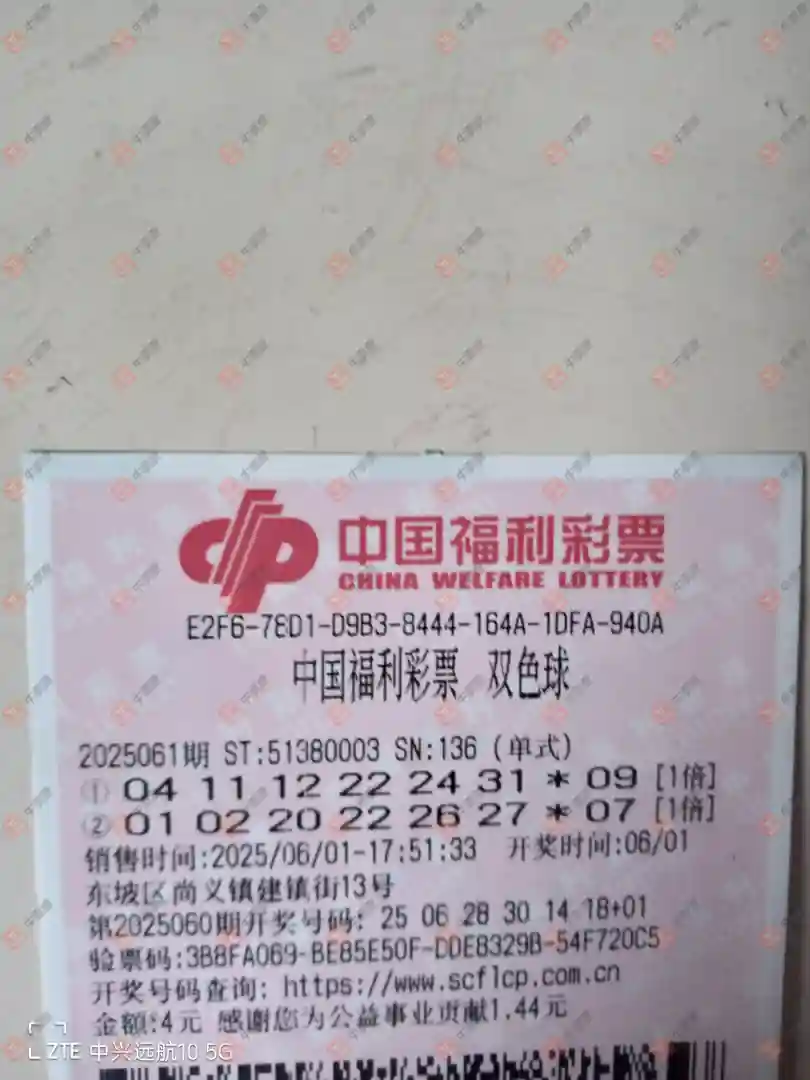 中国福利彩票
CHINA WELFARE LOTTERY
E2F6-78D1-D9B3-8444-164A-1DFA-940A
中国福利彩票 双色球
2025061期 ST:51380003 SN:136 (单式)
① 04 11 12 22 24 31 * 09 [1倍]
② 01 02 20 22 26 27 * 07 [1倍]
销售时间:2025/06/01-17:51:33 开奖时间:06/01
东坡区尚义镇建镇街13号
第2025060期开奖号码: 25 06 28 30 14 18+01
验票码:3B8FA069-BE85E50F-DDE8329B-54F720C5
开奖号码查询: https://www.scflcp.com.cn
金额:4元 感谢您为公益事业贡献1.44元
ZTE 中兴远航10 5G